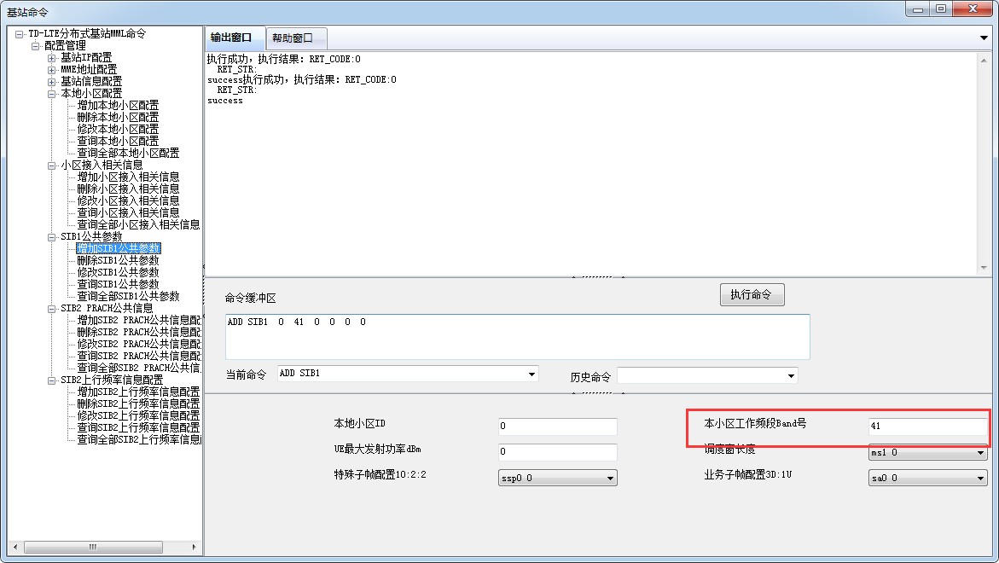 基站命令
TD-LTE分布式基站MML命令
配置管理
基站IP配置
MME地址配置
基站信息配置
本地小区配置
增加本地小区配置
删除本地小区配置
修改本地小区配置
查询本地小区配置
查询全部本地小区配置
小区接入相关信息
增加小区接入相关信息
删除小区接入相关信息
修改小区接入相关信息
查询小区接入相关信息
查询全部小区接入相关信息
SIB1公共参数
增加SIB1公共参数
删除SIB1公共参数
修改SIB1公共参数
查询SIB1公共参数
查询全部SIB1公共参数
SIB2 PRACH公共信息
增加SIB2 PRACH公共信息配
删除SIB2 PRACH公共信息配
修改SIB2 PRACH公共信息配
查询SIB2 PRACH公共信息配
查询全部SIB2 PRACH公共信
SIB2上行频率信息配置
增加SIB2上行频率信息配置
删除SIB2上行频率信息配置
修改SIB2上行频率信息配置
查询SIB2上行频率信息配置
查询全部SIB2上行频率信息
输出窗口 帮助窗口
执行成功，执行结果：RET_CODE:0
RET_STR:
success执行成功，执行结果：RET_CODE:0
RET_STR:
success
命令缓冲区 执行命令
ADD SIB1 0 41 0 0 0 0
当前命令 ADD SIB1 历史命令
本地小区ID 0 本小区工作频段Band号 41
UE最大发射功率dBm 0 调度窗长度 ms1 0
特殊子帧配置10:2:2 ssp0 0 业务子帧配置3D:1U sa0 0